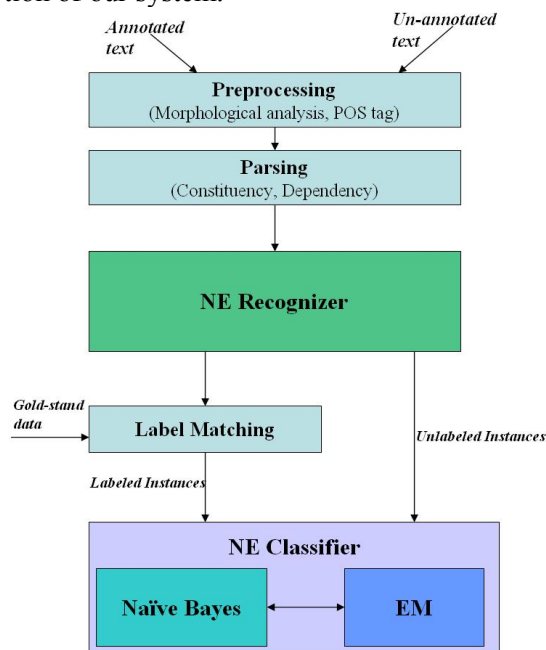 tion of our system.
Annotated
text
Un-annotated
text
Preprocessing
(Morphological analysis, POS tag)
Parsing
(Constituency, Dependency)
NE Recognizer
Gold-stand
data
Label Matching
Unlabeled Instances
Labeled Instances
NE Classifier
Naïve Bayes
EM